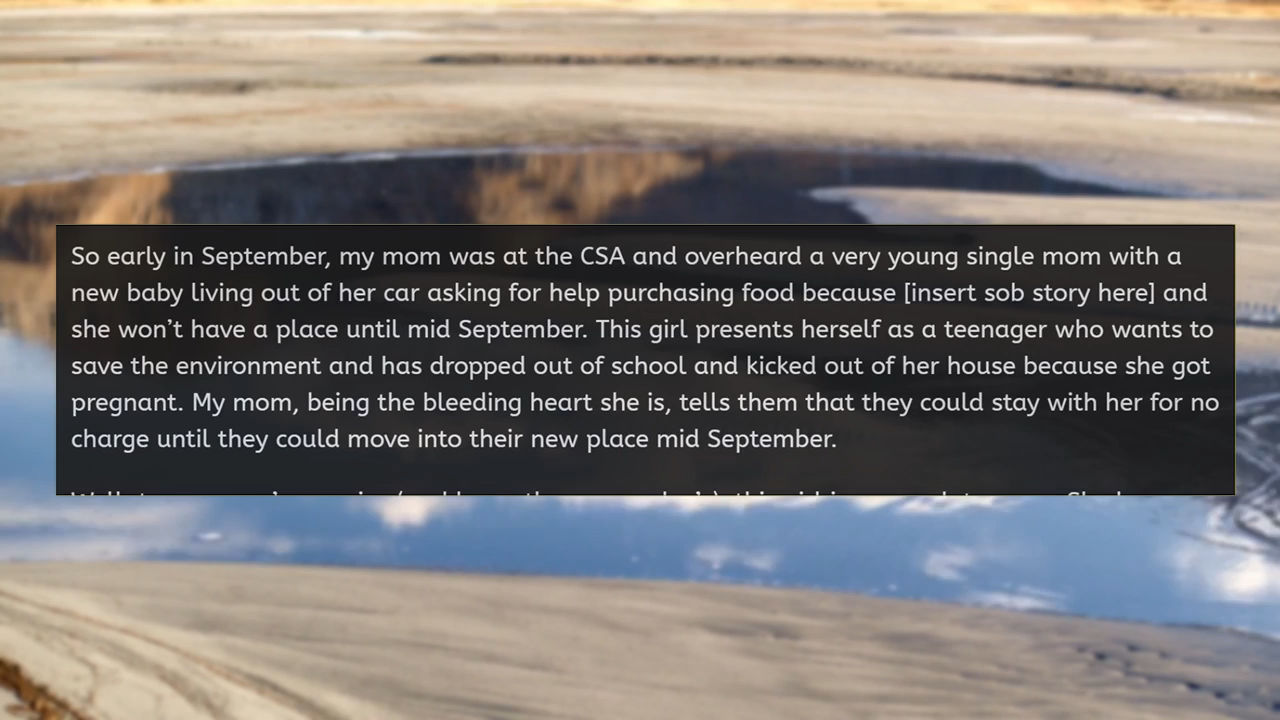 So early in September, my mom was at the CSA and overheard a very young single mom with a
new baby living out of her car asking for help purchasing food because [insert sob story here] and
she won’t have a place until mid September. This girl presents herself as a teenager who wants to
save the environment and has dropped out of school and kicked out of her house because she got
pregnant. My mom, being the bleeding heart she is, tells them that they could stay with her for no
charge until they could move into their new place mid September.